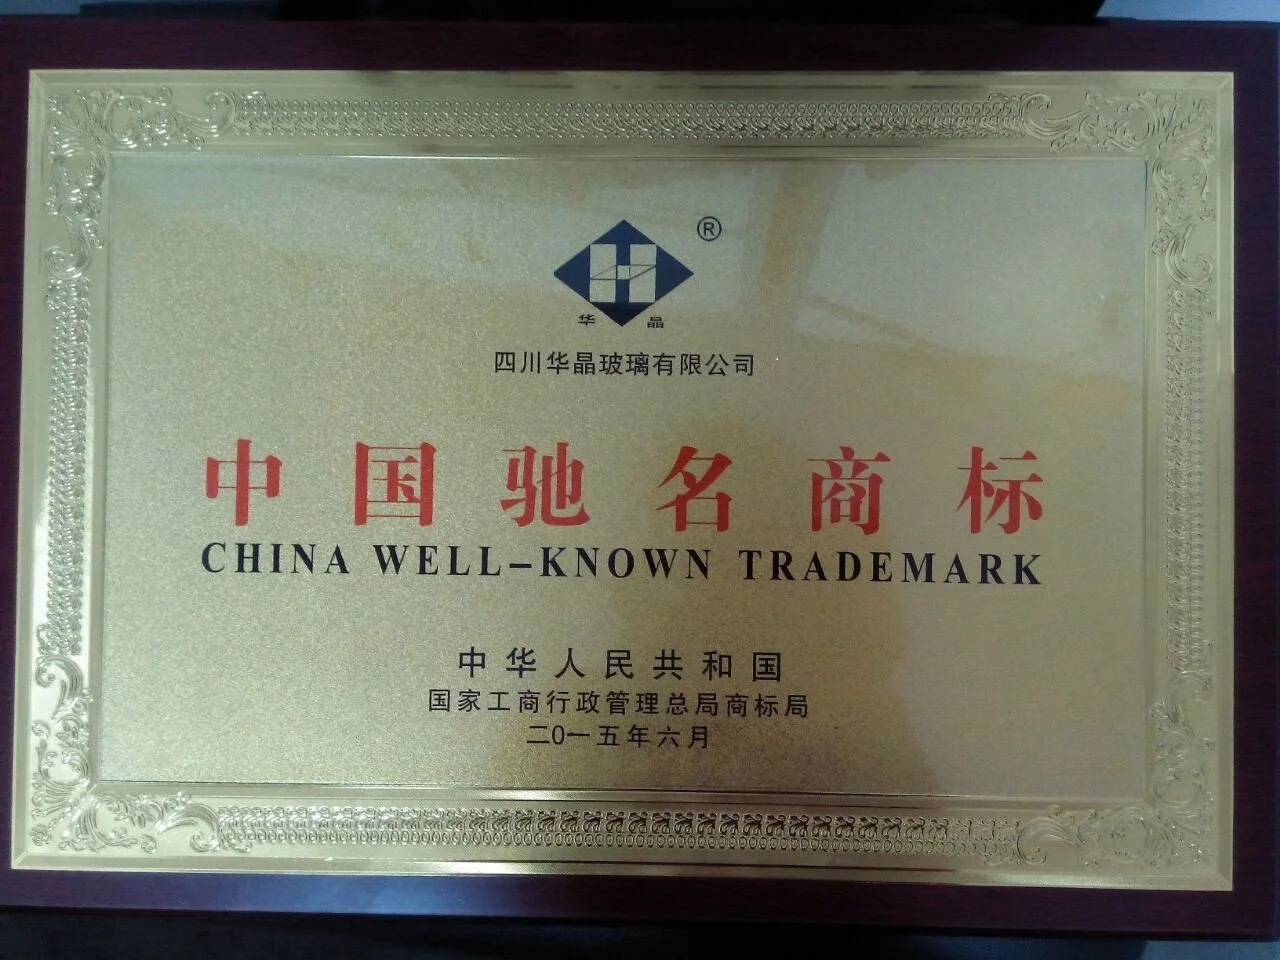 ®
华 晶
四川华晶玻璃有限公司
中国驰名商标
CHINA WELL-KNOWN TRADEMARK
中华人民共和国
国家工商行政管理总局商标局
二0一五年六月